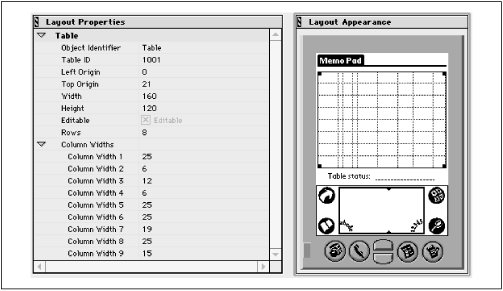 Layout Properties
Table
Object Identifier Table
Table ID 1001
Left Origin 0
Top Origin 21
Width 160
Height 120
Editable Editable
Rows 8
Column Widths
Column Width 1 25
Column Width 2 6
Column Width 3 12
Column Width 4 6
Column Width 5 25
Column Width 6 25
Column Width 7 19
Column Width 8 25
Column Width 9 15
Layout Appearance
Memo Pad
Table status: